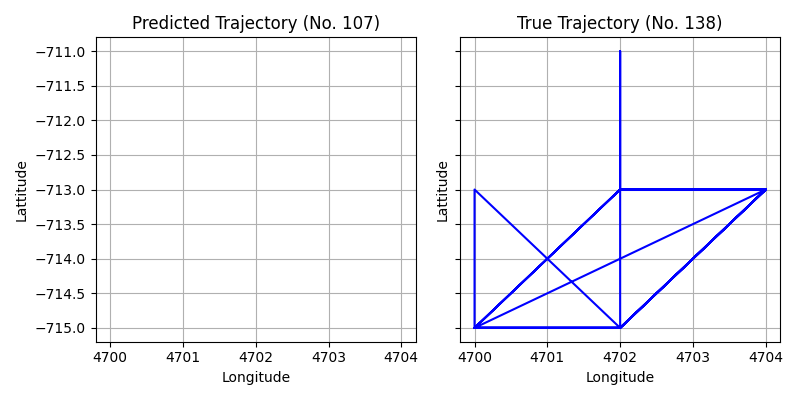 Predicted Trajectory (No. 107)
True Trajectory (No. 138)
−711.0
−711.5
−712.0
−712.5
−713.0
−713.5
−714.0
−714.5
−715.0
Lattitude
Lattitude
4700 4701 4702 4703 4704
4700 4701 4702 4703 4704
Longitude
Longitude